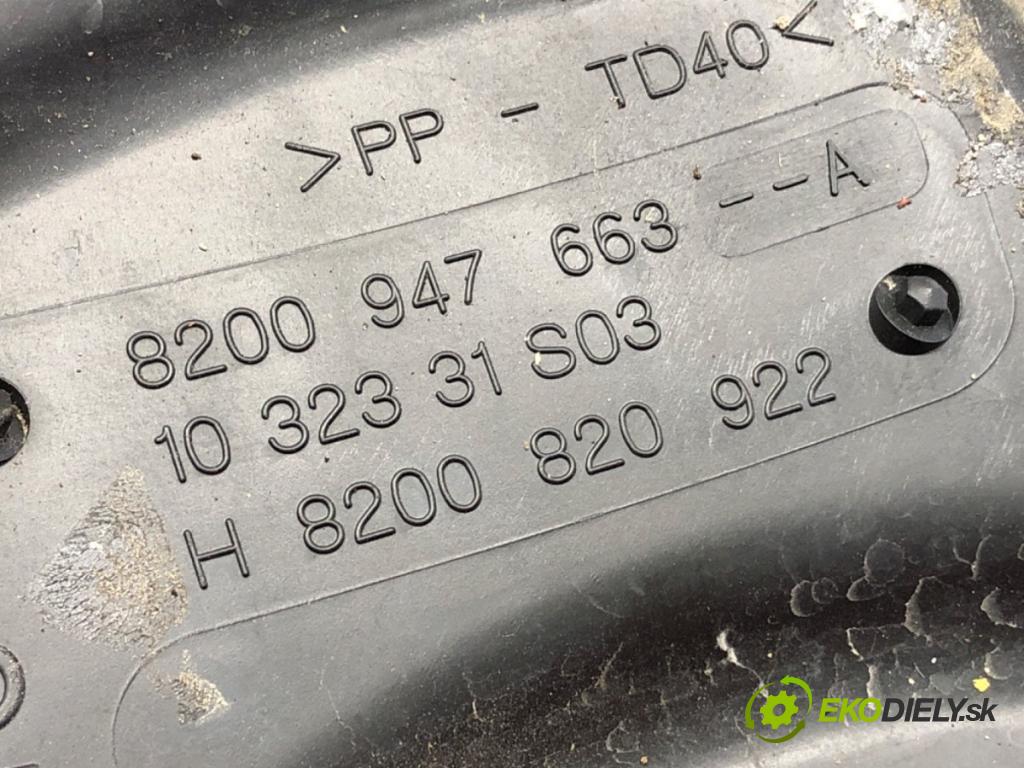 >PP - TD40<
8200 947 663 --A
10 323 31 S03
H 8200 820 922
EKODIELY.sk